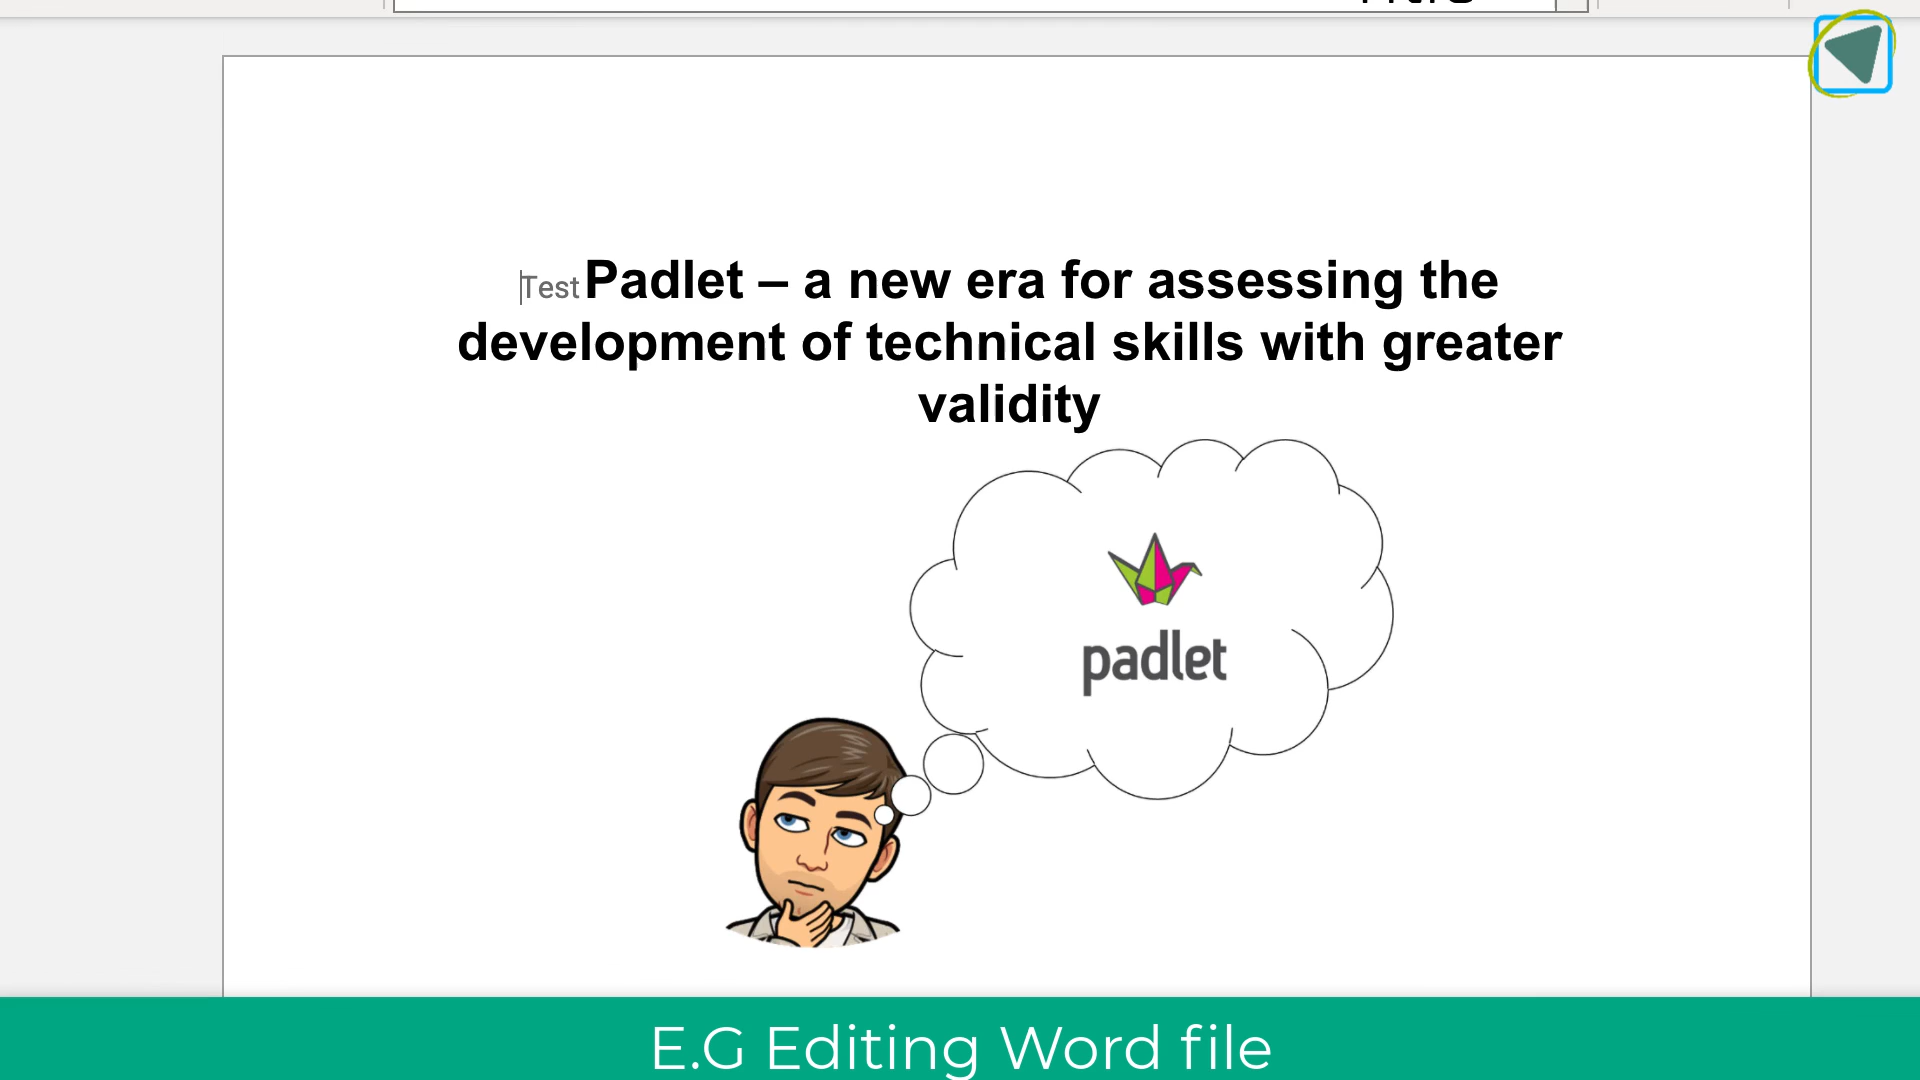 Test Padlet – a new era for assessing the
development of technical skills with greater
validity
padlet
E.G Editing Word file